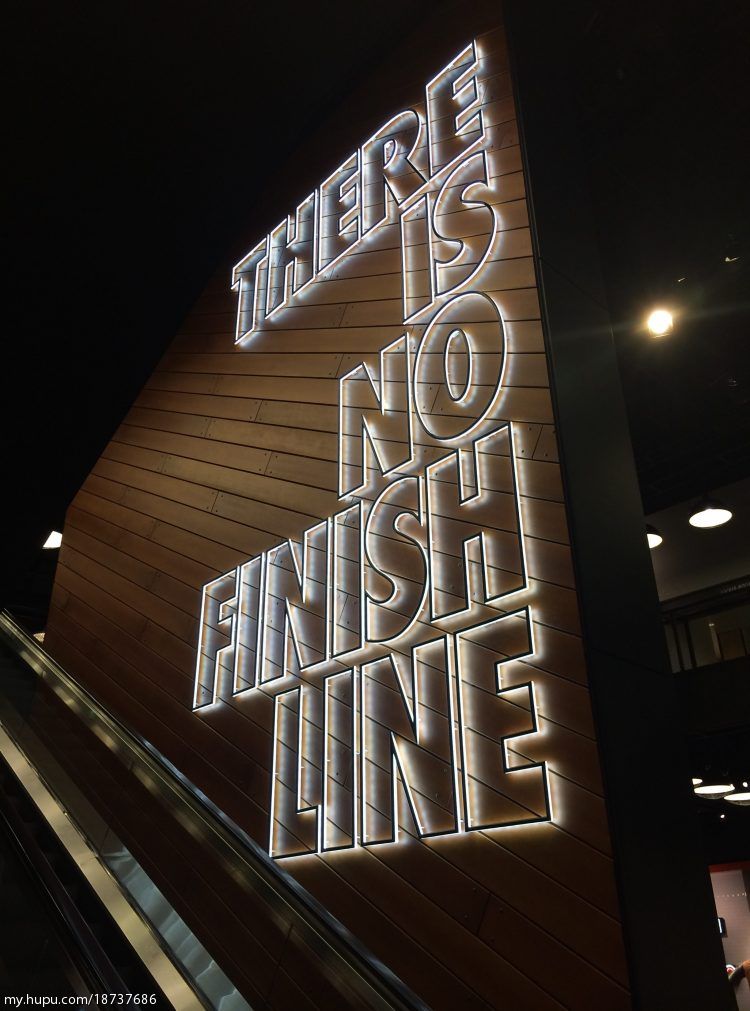 THERE
IS
NO
FINISH
LINE
my.hupu.com/18737686